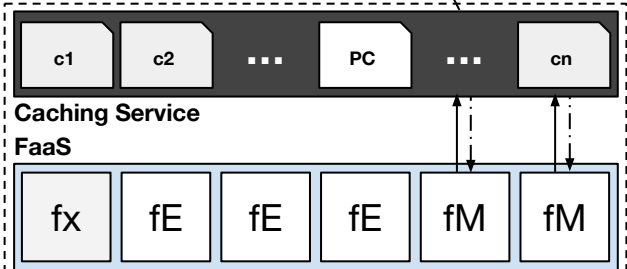 c1 c2 ... PC ... cn
Caching Service
FaaS
fx fE fE fE fM fM